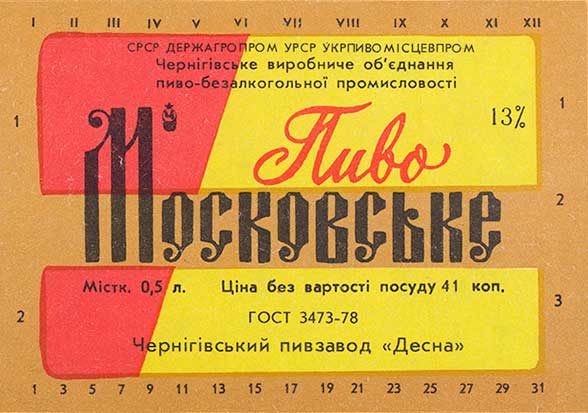 I II III IV V VI VII VIII IX X XI XII
СРСР ДЕРЖАГРОПРОМ УРСР УКРПИВОМІСЦЕВПРОМ
Чернігівське виробниче об'єднання
пиво-безалкогольної промисловості
1
13%
1
Пиво
Московське
2
Містк. 0,5 л. Ціна без вартості посуду 41 коп.
3
2
ГОСТ 3473-78
Чернігівський пивзавод «Десна»
1 3 5 7 9 11 13 15 17 19 21 23 25 27 29 31